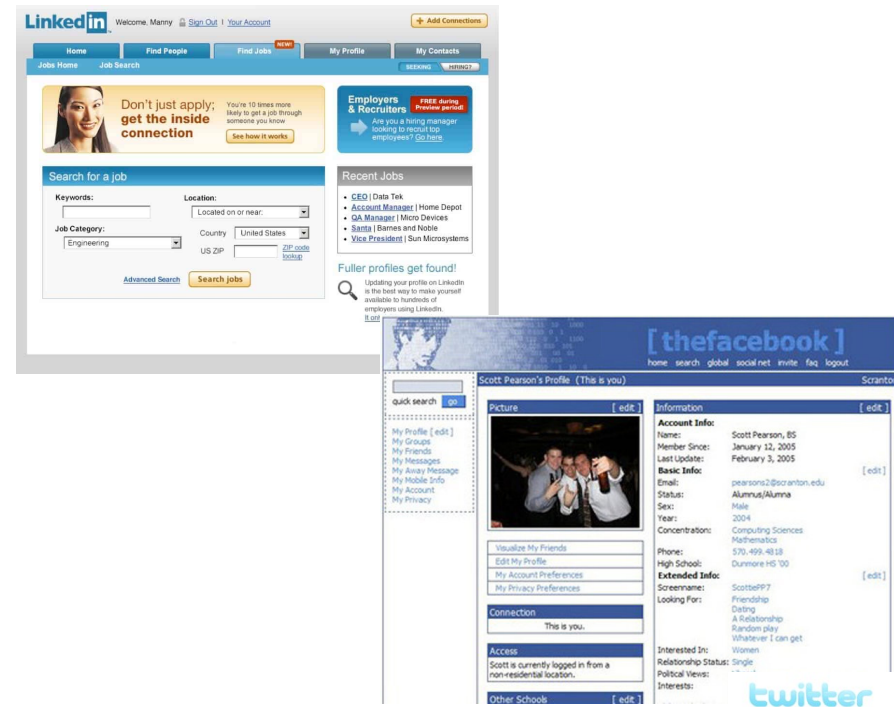 Linked in Welcome, Manny Sign Out | Your Account + Add Connections
Home Find People Find Jobs NEW! My Profile My Contacts
Jobs Home Job Search SEEKING HIRING?
Don't just apply;
get the inside
connection
You're 10 times more
likely to get a job through
someone you know
See how it works
Employers
& Recruiters
FREE during
Preview period!
Are you a hiring manager
looking to recruit top
employees? Go here
Search for a job
Keywords: Location:
Located on or near:
Job Category: Country United States
Engineering
US ZIP ZIP code
lookup
Advanced Search Search jobs
Recent Jobs
• CEO | Data Tek
• Account Manager | Home Depot
• QA Manager | Micro Devices
• Santa | Barnes and Noble
• Vice President | Sun Microsystems
Fuller profiles get found!
Updating your profile on LinkedIn
is the best way to make yourself
available to hundreds of
employers using LinkedIn.
[ thefacebook ]
home search global social net invite faq logout
Scott Pearson's Profile (This is you) Scranto
quick search go
My Profile [ edit ]
My Groups
My Friends
My Messages
My Away Message
My Mobile Info
My Account
My Privacy
Picture [ edit ]
Visualize My Friends
Edit My Profile
My Account Preferences
My Privacy Preferences
Connection
This is you.
Access
Scott is currently logged in from a
non-residential location.
Other Schools [ edit ]
Information [ edit ]
Account Info:
Name: Scott Pearson, BS
Member Since: January 12, 2005
Last Update: February 3, 2005
Basic Info: [ edit ]
Email: pearsons2@scranton.edu
Status: Alumnus/Alumna
Sex: Male
Year: 2004
Concentration: Computing Sciences
Mathematics
Phone: 570.499.4818
High School: Dunmore HS '00
Extended Info: [ edit ]
Screenname: ScottiePP7
Looking For: Friendship
Dating
A Relationship
Random play
Whatever I can get
Interested In: Women
Relationship Status: Single
Political Views:
Interests:
twitter